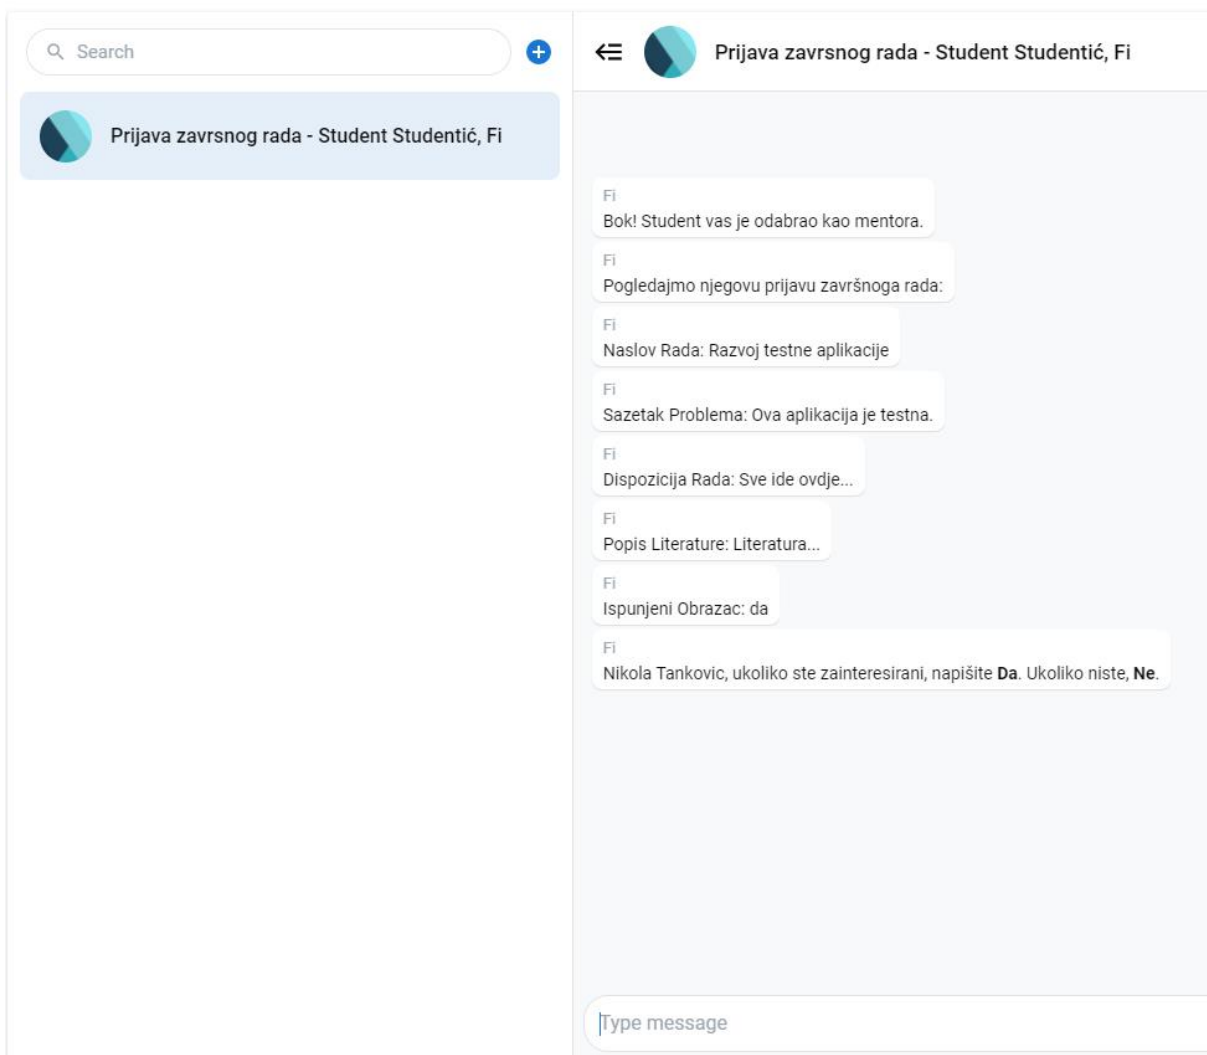 Search
Prijava zavrsnog rada - Student Studentić, Fi
Prijava zavrsnog rada - Student Studentić, Fi
Fi
Bok! Student vas je odabrao kao mentora.
Fi
Pogledajmo njegovu prijavu završnoga rada:
Fi
Naslov Rada: Razvoj testne aplikacije
Fi
Sazetak Problema: Ova aplikacija je testna.
Fi
Dispozicija Rada: Sve ide ovdje...
Fi
Popis Literature: Literatura...
Fi
Ispunjeni Obrazac: da
Fi
Nikola Tankovic, ukoliko ste zainteresirani, napišite Da. Ukoliko niste, Ne.
Type message